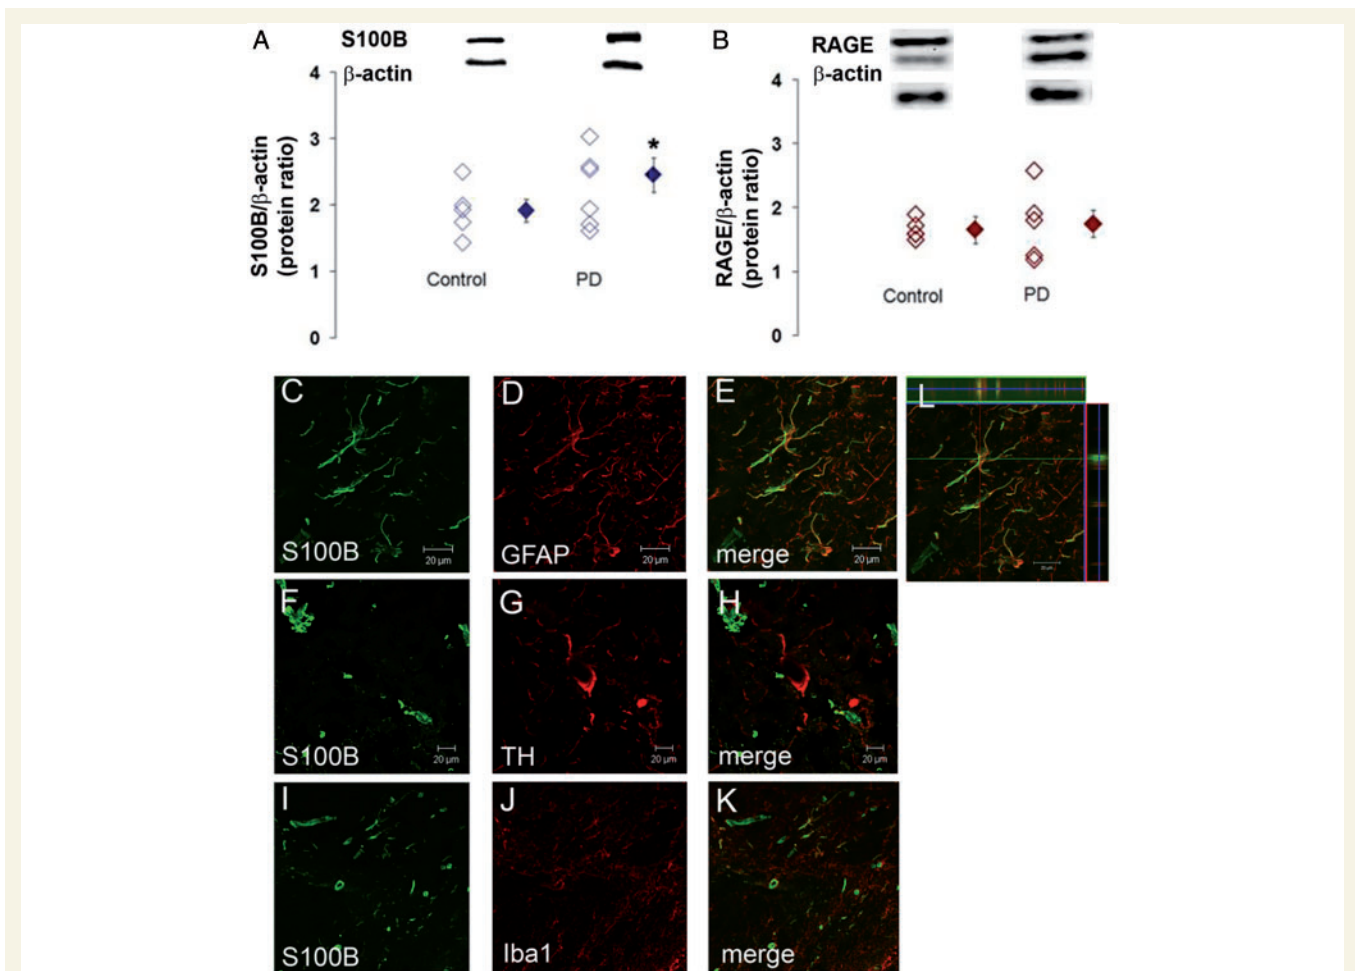 A
S100B
β-actin
4
3
2
1
0
S100B/β-actin
(protein ratio)
*
Control
PD
B
RAGE
β-actin
4
3
2
1
0
RAGE/β-actin
(protein ratio)
Control
PD
C
S100B
20 µm
D
GFAP
20 µm
E
merge
20 µm
L
20 µm
F
S100B
20 µm
G
TH
20 µm
H
merge
20 µm
I
S100B
J
Iba1
K
merge